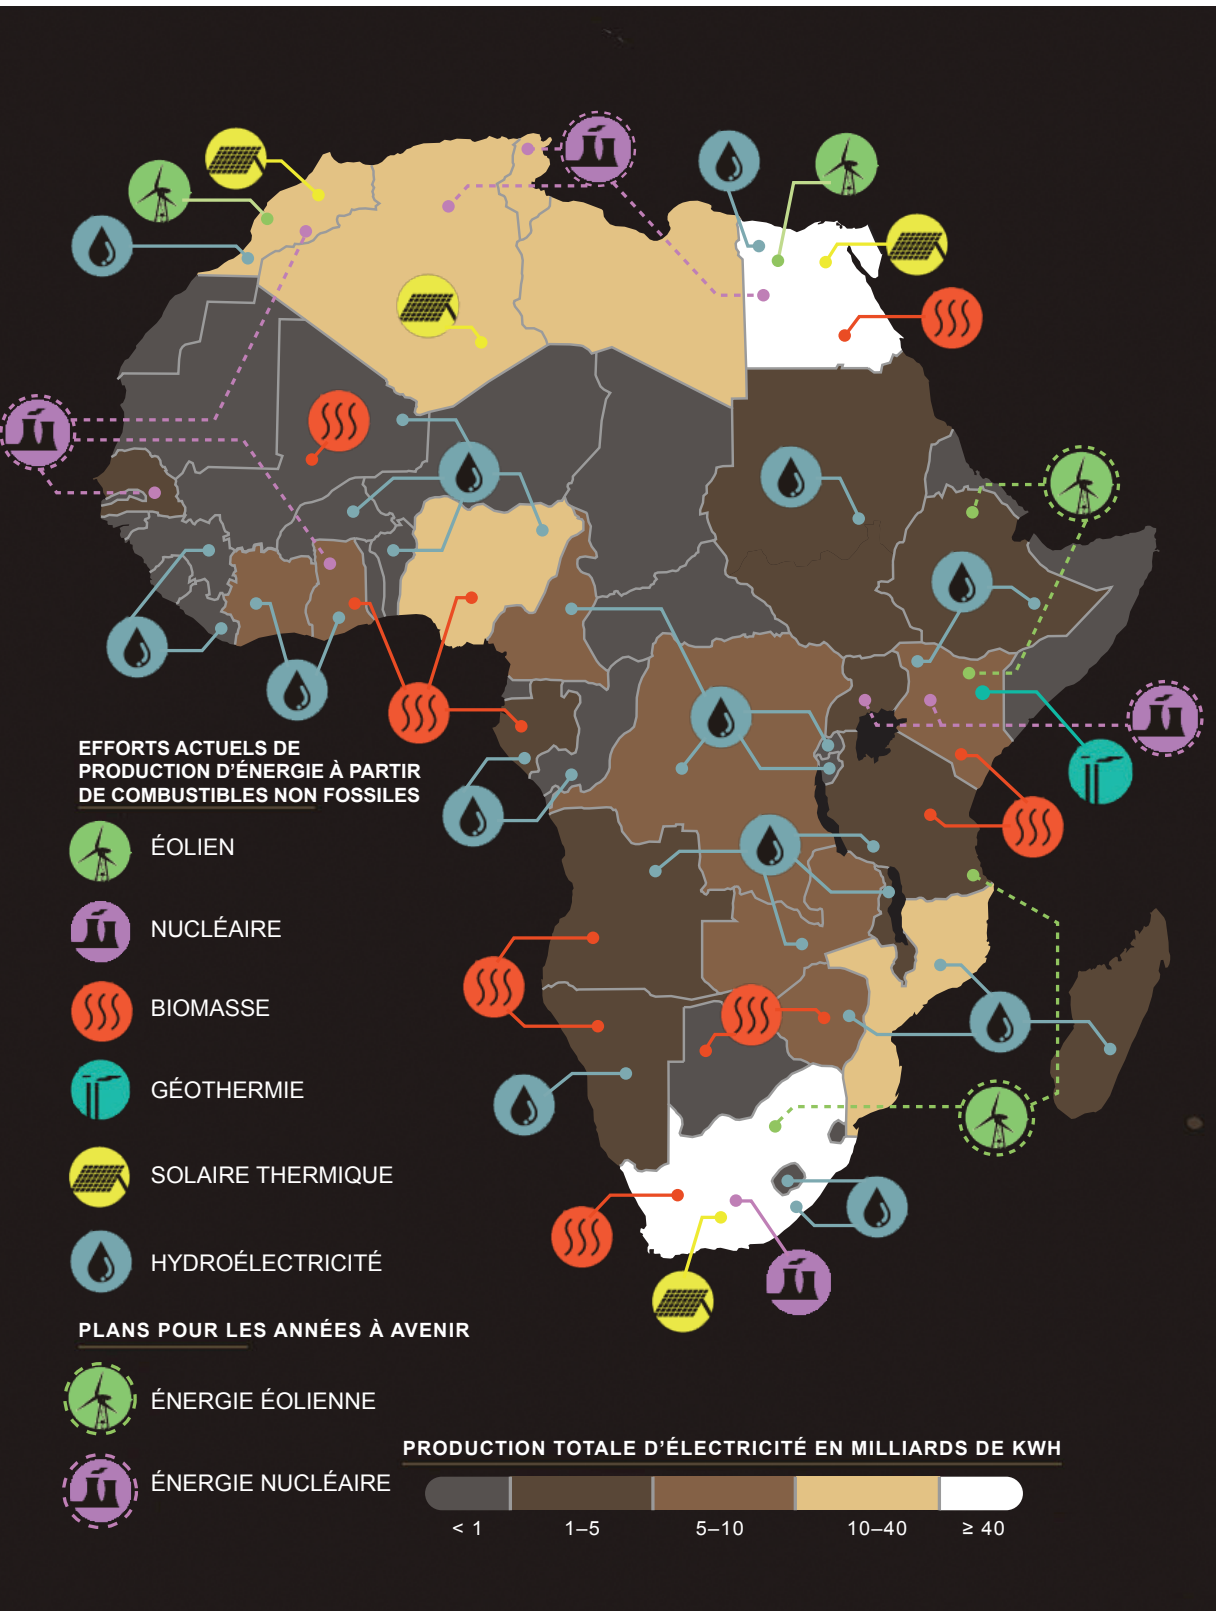 EFFORTS ACTUELS DE
PRODUCTION D’ÉNERGIE À PARTIR
DE COMBUSTIBLES NON FOSSILES
ÉOLIEN
NUCLÉAIRE
BIOMASSE
GÉOTHERMIE
SOLAIRE THERMIQUE
HYDROÉLECTRICITÉ
PLANS POUR LES ANNÉES À AVENIR
ÉNERGIE ÉOLIENNE
ÉNERGIE NUCLÉAIRE
PRODUCTION TOTALE D’ÉLECTRICITÉ EN MILLIARDS DE KWH
< 1 1–5 5–10 10–40 ≥ 40